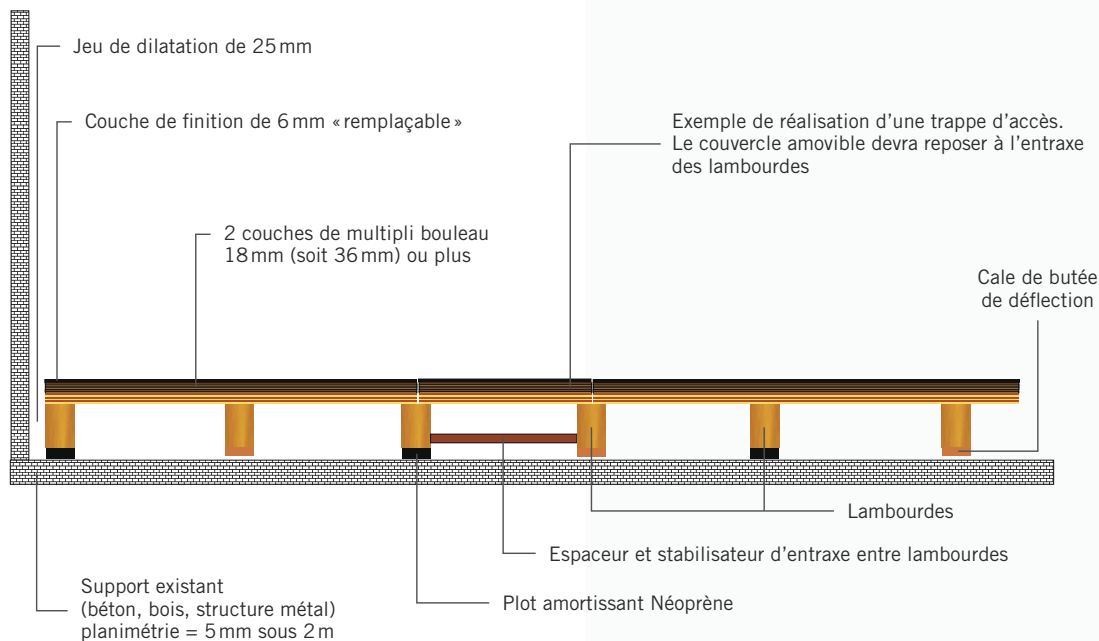 Jeu de dilatation de 25 mm
Couche de finition de 6 mm « remplaçable »
Exemple de réalisation d’une trappe d’accès.
Le couvercle amovible devra reposer à l’entraxe
des lambourdes
2 couches de multipli bouleau
18 mm (soit 36 mm) ou plus
Cale de butée
de déflection
Lambourdes
Espaceur et stabilisateur d’entraxe entre lambourdes
Support existant
(béton, bois, structure métal)
planimétrie = 5 mm sous 2 m
Plot amortissant Néoprène